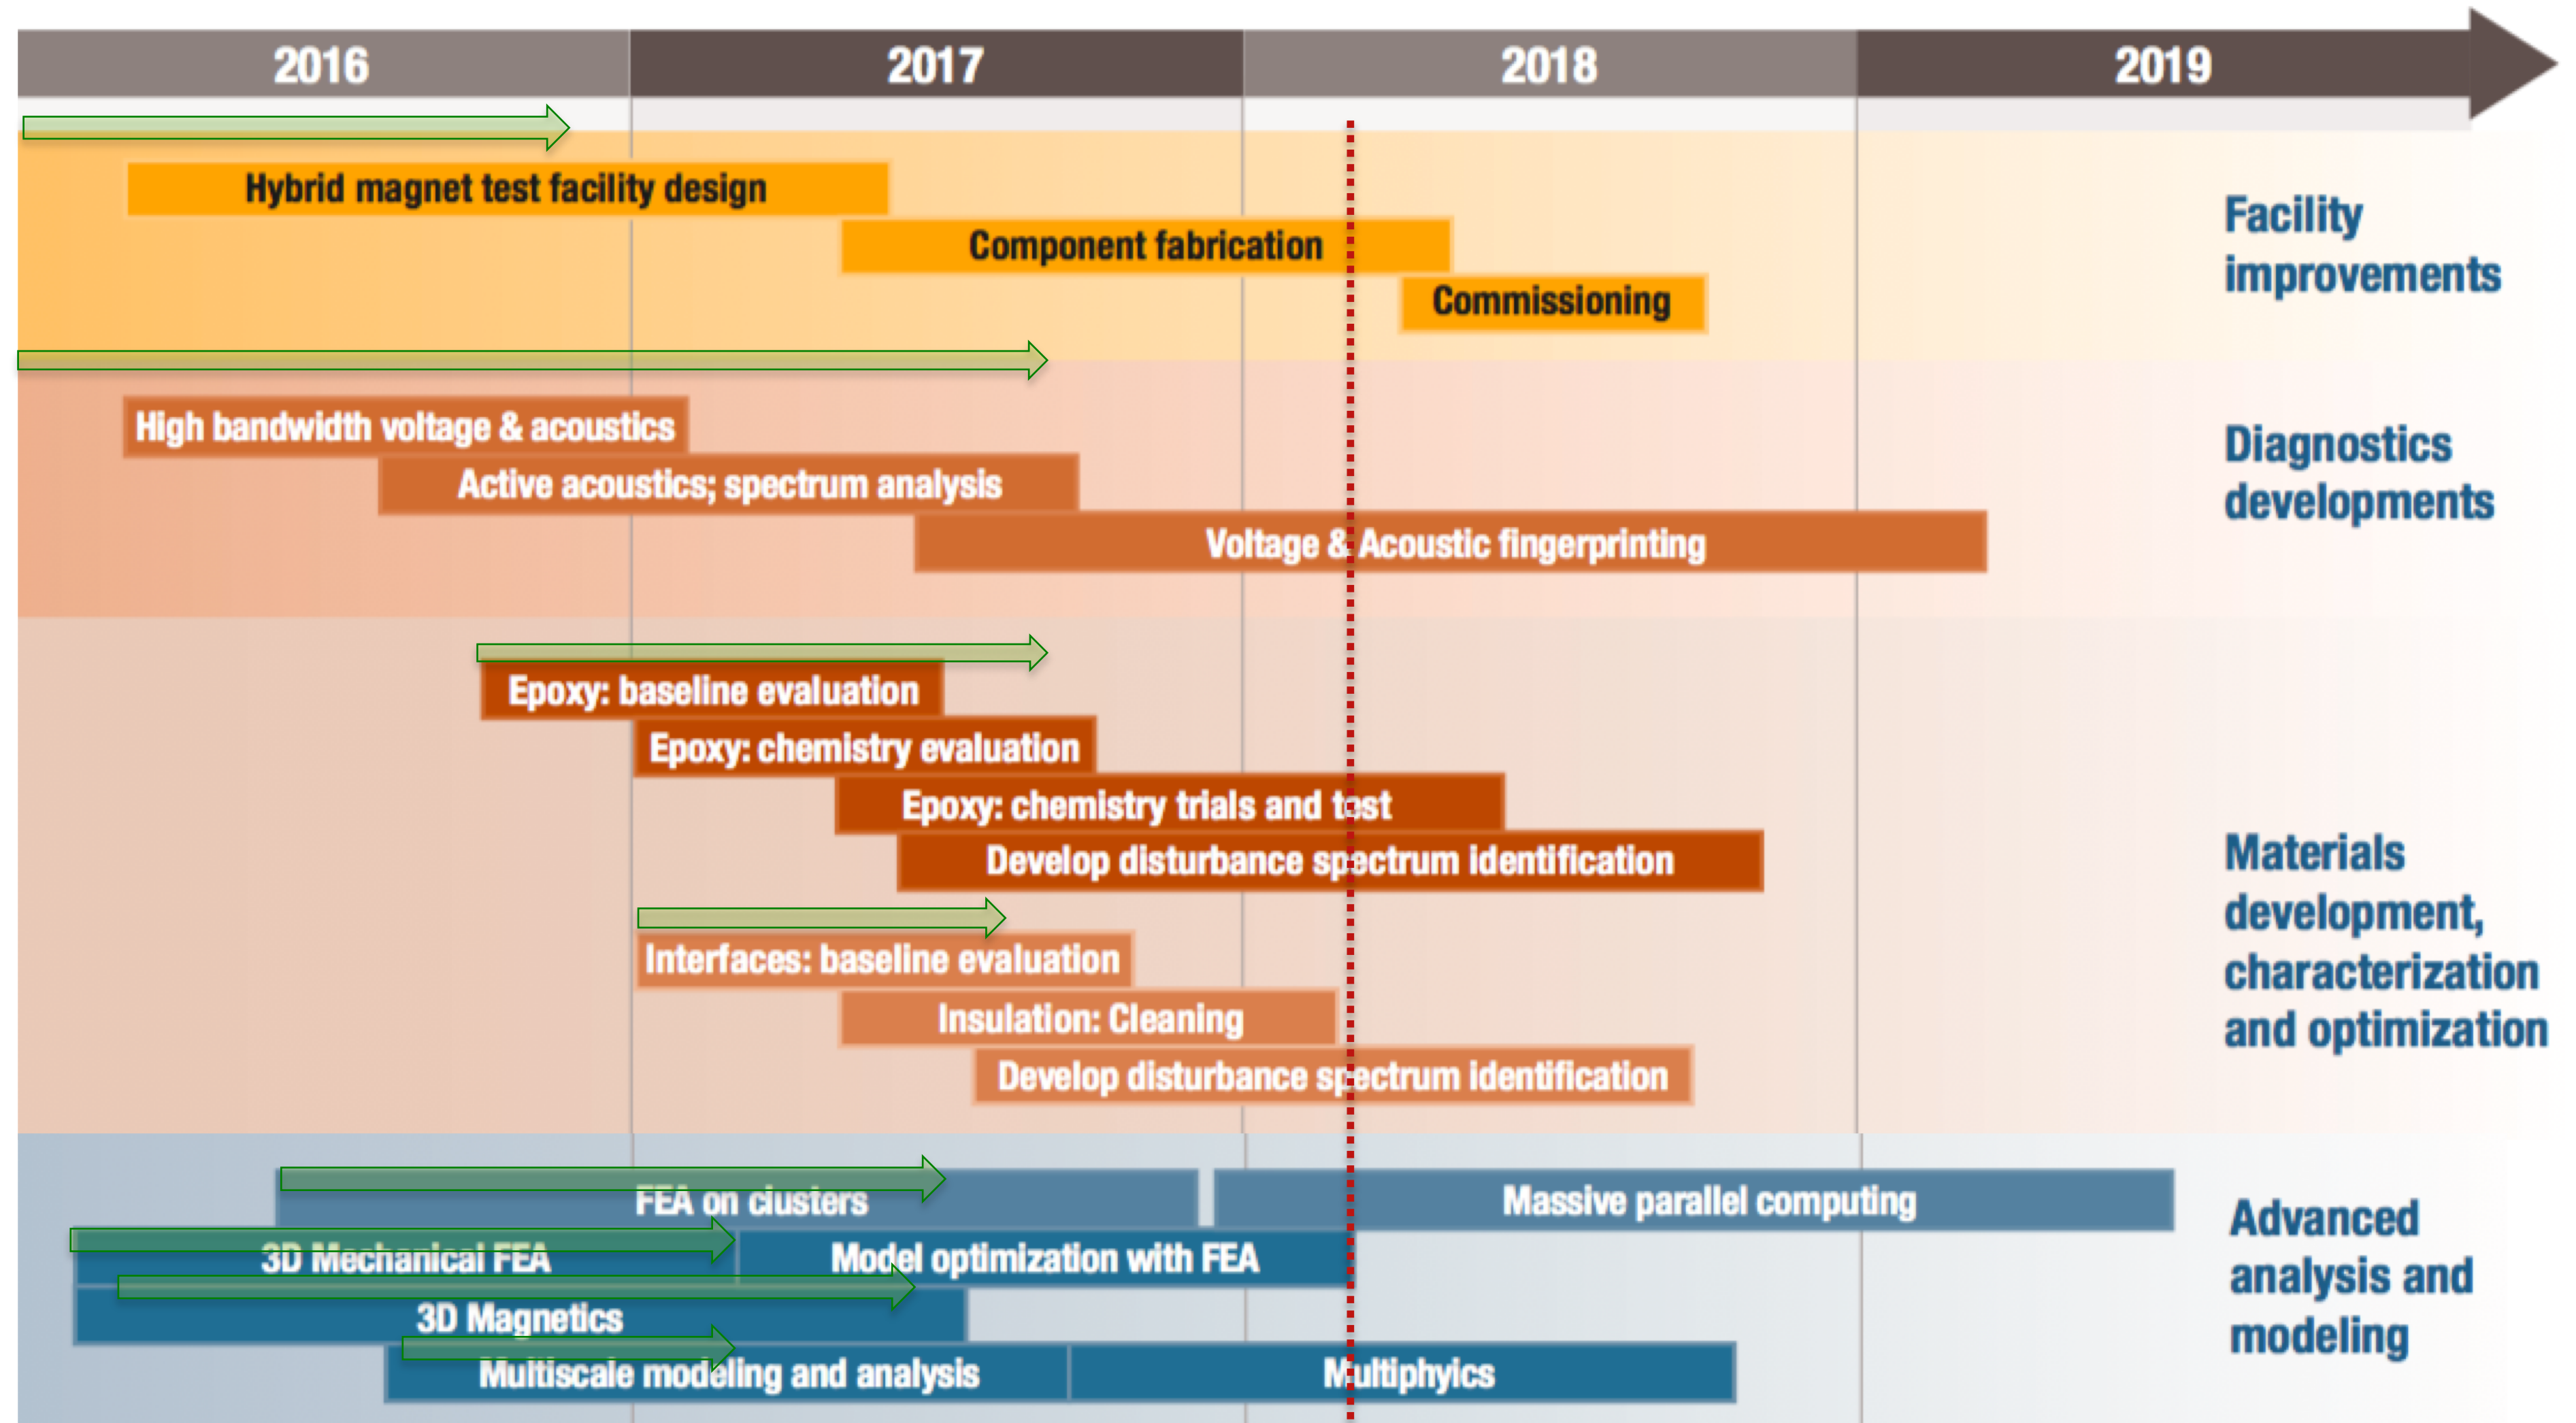 2016 2017 2018 2019
Hybrid magnet test facility design
Component fabrication
Commissioning
Facility
improvements
High bandwidth voltage & acoustics
Active acoustics; spectrum analysis
Voltage & Acoustic fingerprinting
Diagnostics
developments
Epoxy: baseline evaluation
Epoxy: chemistry evaluation
Epoxy: chemistry trials and test
Develop disturbance spectrum identification
Interfaces: baseline evaluation
Insulation: Cleaning
Develop disturbance spectrum identification
Materials
development,
characterization
and optimization
FEA on clusters
Massive parallel computing
3D Mechanical FEA
Model optimization with FEA
3D Magnetics
Multiscale modeling and analysis
Multiphyics
Advanced
analysis and
modeling